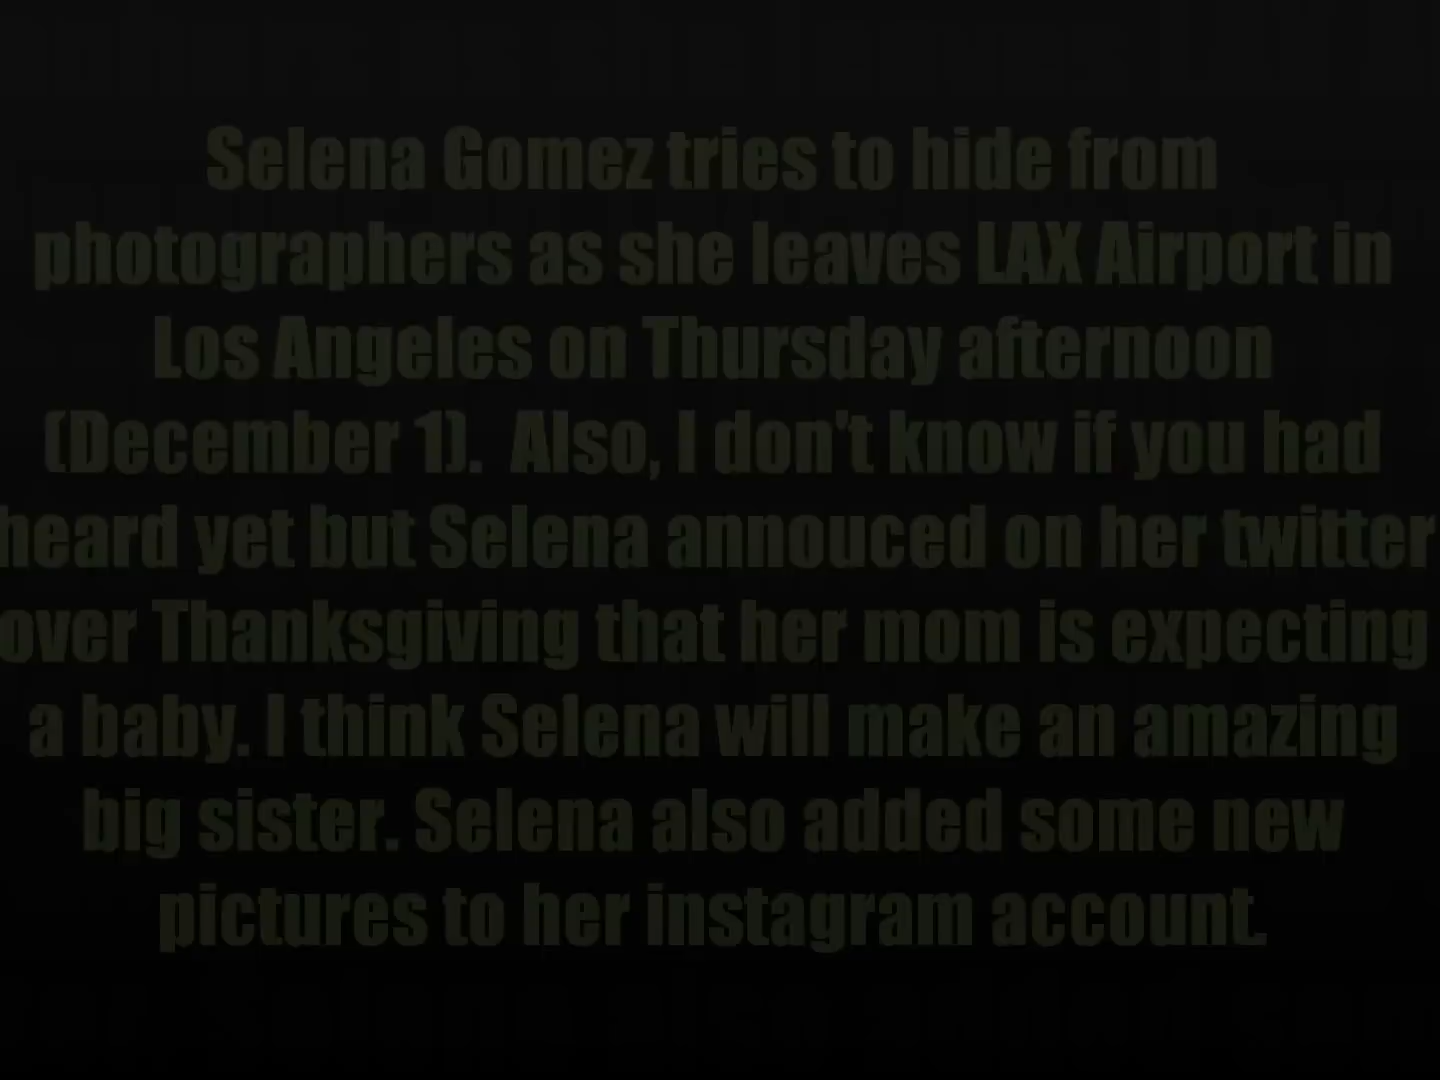 Selena Gomez tries to hide from
photographers as she leaves LAX Airport in
Los Angeles on Thursday afternoon
(December 1).  Also, I don't know if you had
heard yet but Selena annouced on her twitter
over Thanksgiving that her mom is expecting
a baby. I think Selena will make an amazing
big sister. Selena also added some new
pictures to her instagram account.